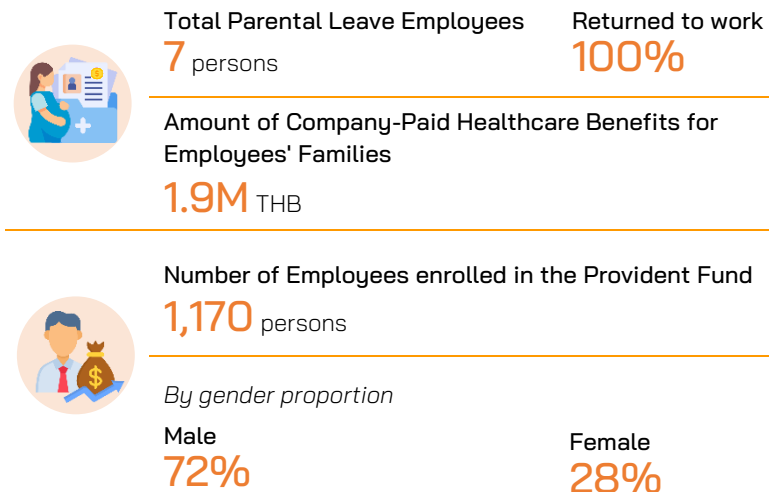 Total Parental Leave Employees
7 persons
Returned to work
100%
Amount of Company-Paid Healthcare Benefits for
Employees' Families
1.9M THB
Number of Employees enrolled in the Provident Fund
1,170 persons
By gender proportion
Male
72%
Female
28%